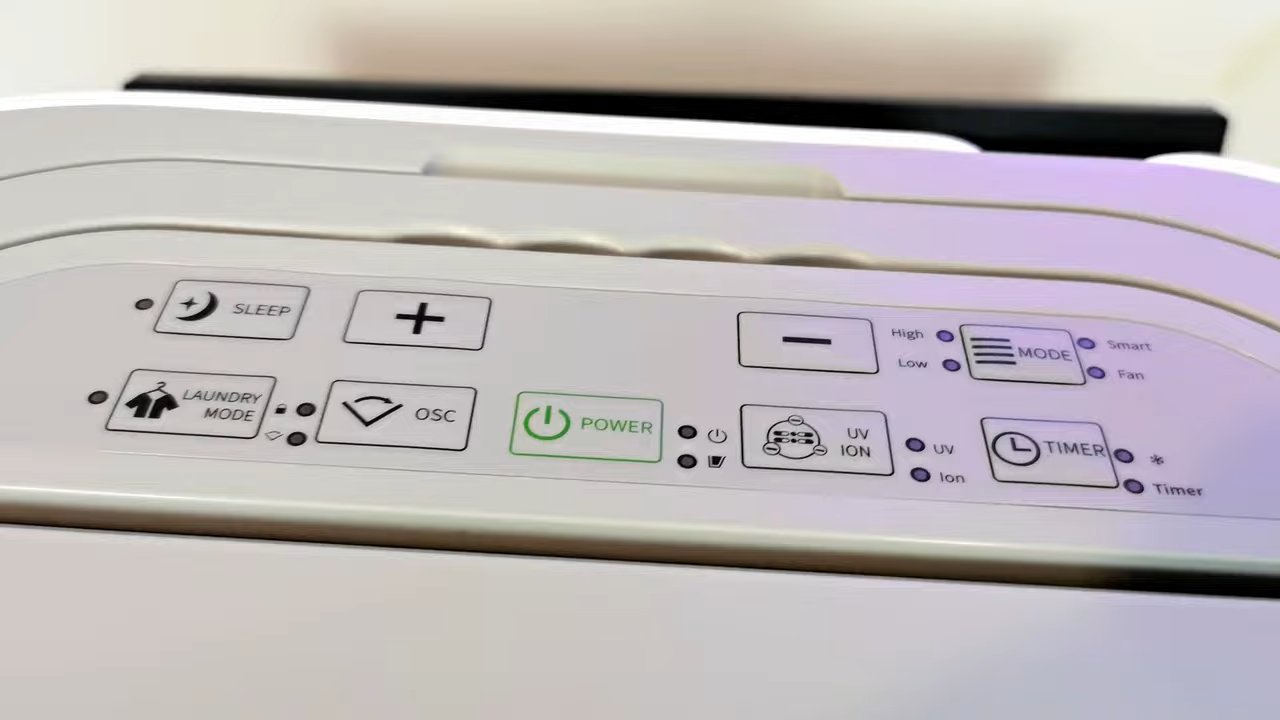 SLEEP
+
−
High
Low
MODE
Smart
Fan
LAUNDRY
MODE
OSC
POWER
UV
ION
UV
Ion
TIMER
Timer